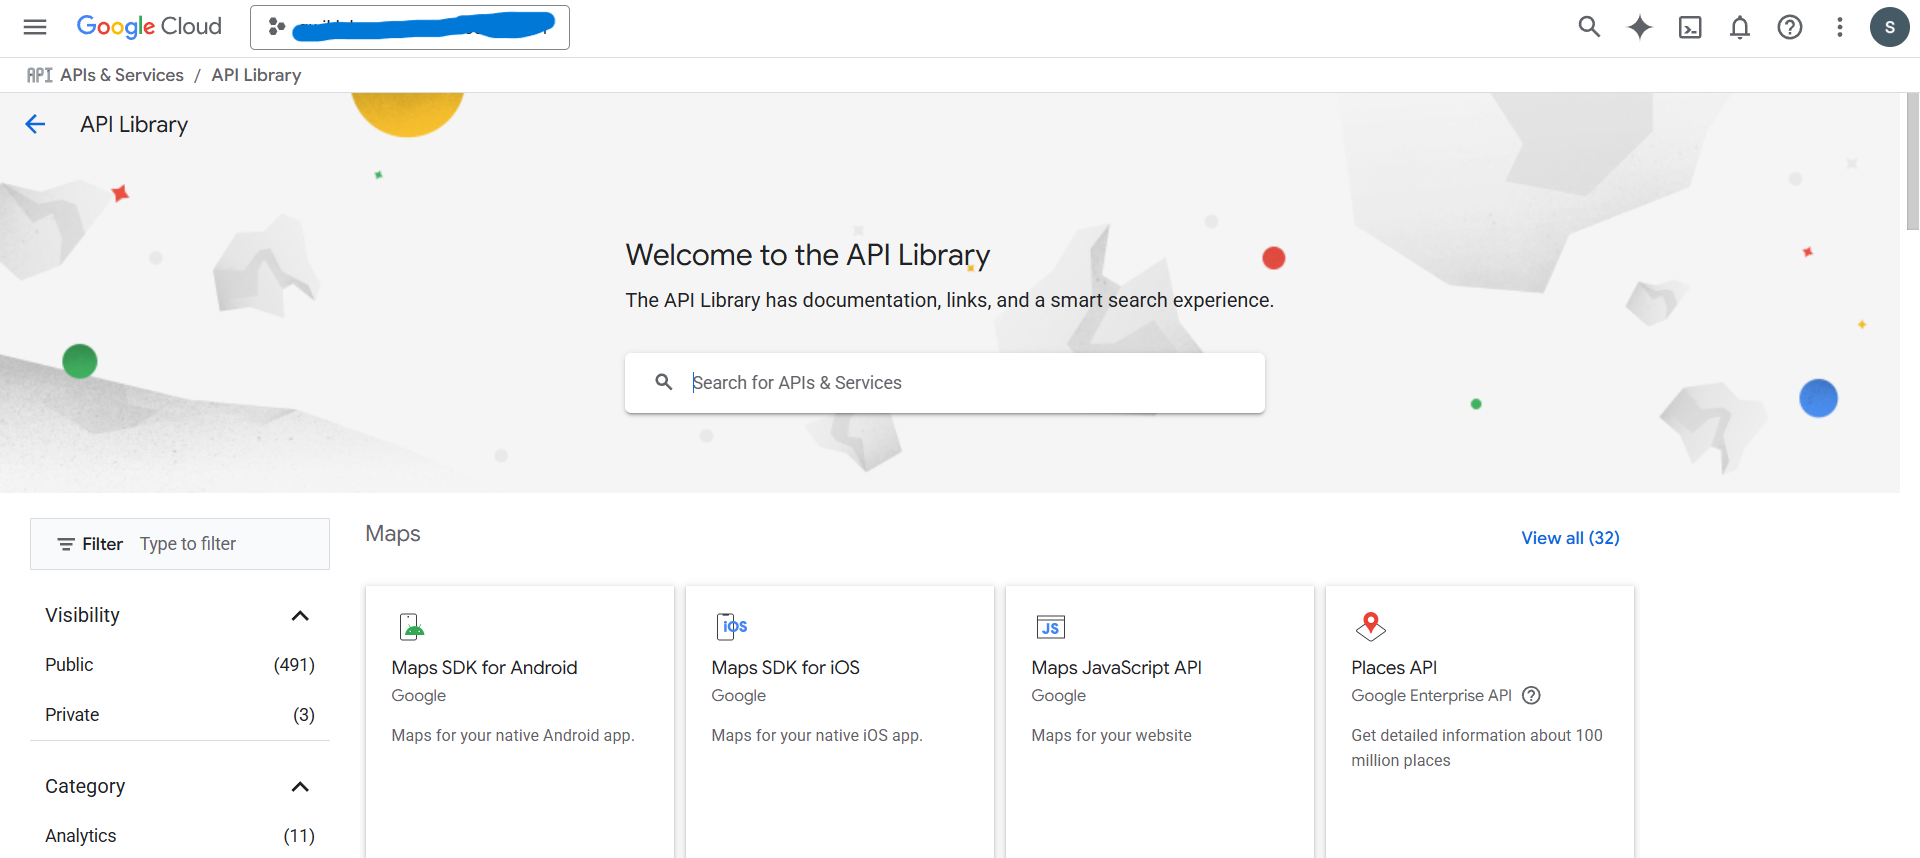 Google Cloud
S
API APIs & Services / API Library
API Library
Welcome to the API Library
The API Library has documentation, links, and a smart search experience.
Search for APIs & Services
Filter Type to filter
Visibility
Public (491)
Private (3)
Category
Analytics (11)
Maps
View all (32)
iOS
JS
Maps SDK for Android
Google
Maps for your native Android app.
Maps SDK for iOS
Google
Maps for your native iOS app.
Maps JavaScript API
Google
Maps for your website
Places API
Google Enterprise API
Get detailed information about 100
million places